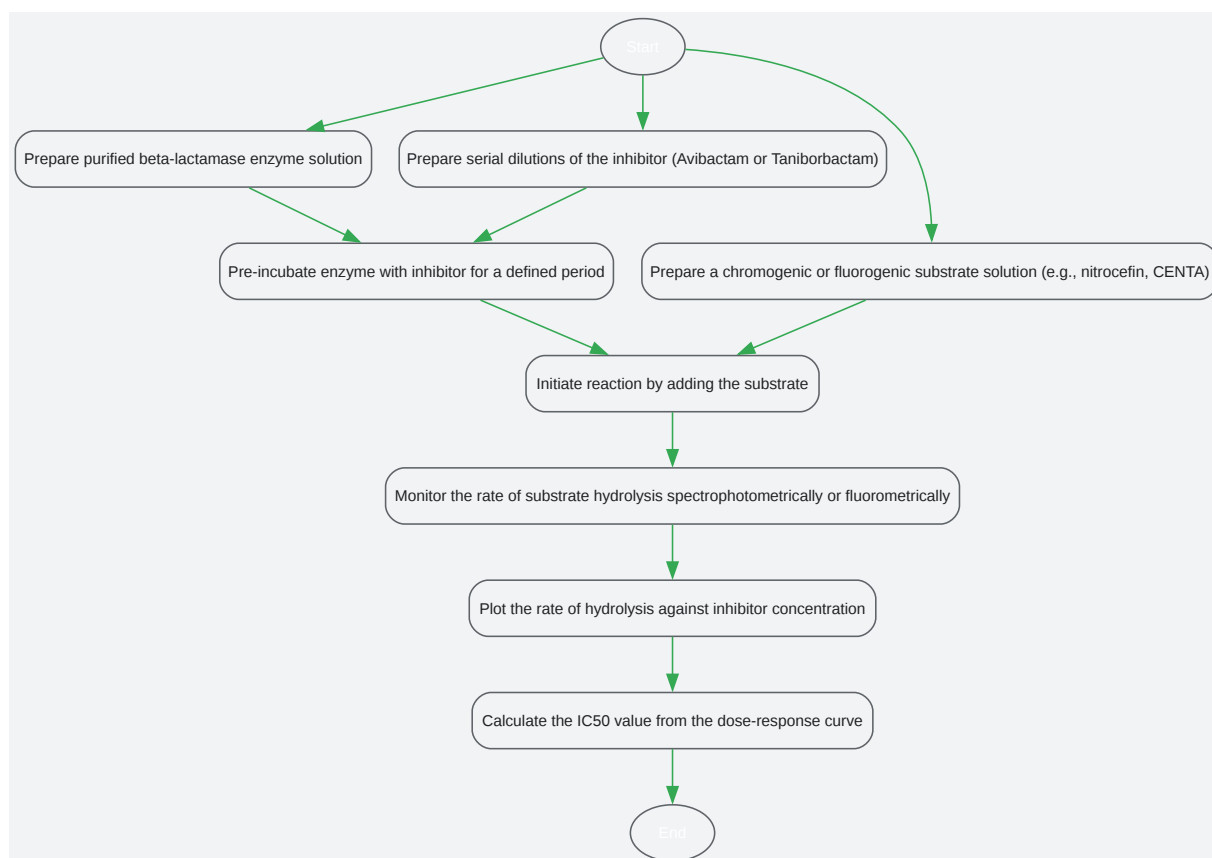 Start
Prepare purified beta-lactamase enzyme solution
Prepare serial dilutions of the inhibitor (Avibactam or Taniborbactam)
Pre-incubate enzyme with inhibitor for a defined period
Prepare a chromogenic or fluorogenic substrate solution (e.g., nitrocefin, CENTA)
Initiate reaction by adding the substrate
Monitor the rate of substrate hydrolysis spectrophotometrically or fluorometrically
Plot the rate of hydrolysis against inhibitor concentration
Calculate the IC50 value from the dose-response curve
End